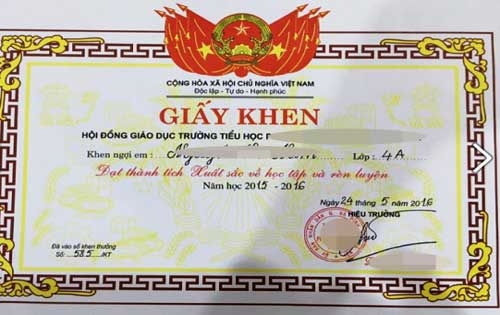 CỘNG HÒA XÃ HỘI CHỦ NGHĨA VIỆT NAM
Độc lập - Tự do - Hạnh phúc
GIẤY KHEN
HỘI ĐỒNG GIÁO DỤC TRƯỜNG TIỂU HỌC
Khen ngợi em: Lớp: 4A
Đạt thành tích Xuất sắc về học tập và rèn luyện
Năm học 2015 - 2016
Ngày 24 tháng 5 năm 2016
HIỆU TRƯỞNG
Đã vào sổ khen thưởng
Số: 585 /KT